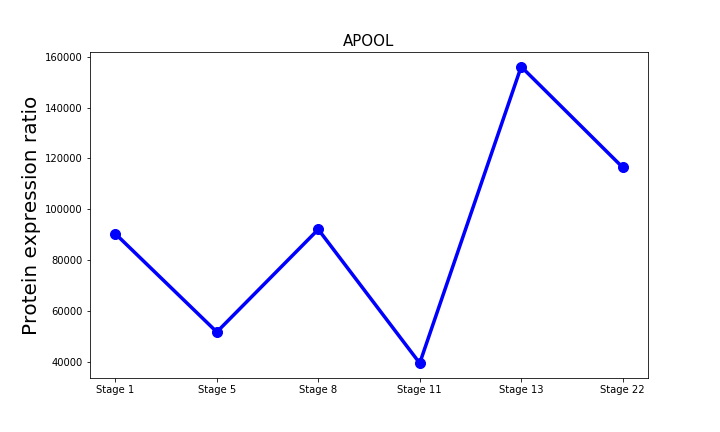 APOOL
Protein expression ratio
160000
140000
120000
100000
80000
60000
40000
Stage 1 Stage 5 Stage 8 Stage 11 Stage 13 Stage 22